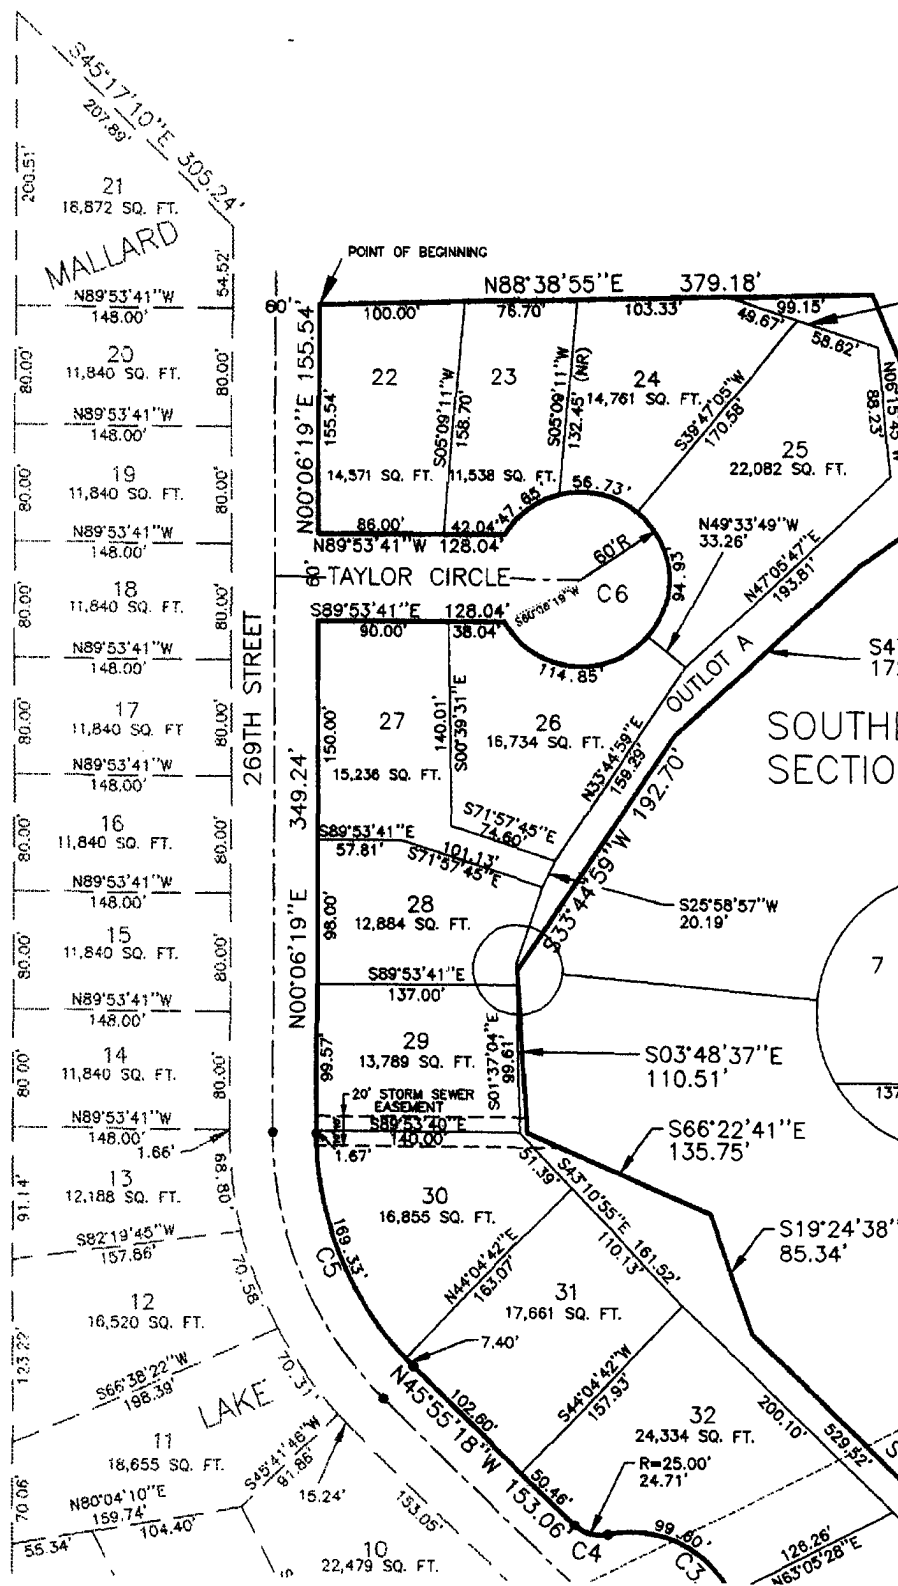 S45°17'10"E 305.24'
207.89'
200.51'
21
18,872 SQ. FT.
MALLARD
54.52'
N89°53'41"W
148.00'
POINT OF BEGINNING
N88°38'55"E 379.18'
60'
100.00'
76.70'
103.33'
49.67'
99.15'
58.62'
N00°06'19"E 155.54'
155.54'
22
14,371 SQ. FT.
S05°09'11"W
158.70'
23
11,538 SQ. FT.
S05°09'11"W (NR)
132.45'
24
14,761 SQ. FT.
S39°47'05"W
170.58'
25
22,082 SQ. FT.
N06°15'45"W
88.23'
80.00'
20
11,840 SQ. FT.
80.00'
N89°53'41"W
148.00'
80.00'
19
11,840 SQ. FT.
80.00'
N89°53'41"W
148.00'
86.00'
42.04'
47.65'
56.73'
N89°53'41"W 128.04'
60'
TAYLOR CIRCLE
60'R
C6
94.93'
N49°33'49"W
33.26'
N47°05'47"E
193.81'
80.00'
18
11,840 SQ. FT.
80.00'
N89°53'41"W
148.00'
S89°53'41"E 128.04'
90.00'
38.04'
114.85'
269TH STREET
OUTLOT A
S47
17
SOUTHE
SECTIO
80.00'
17
11,840 SQ. FT
80.00'
N89°53'41"W
148.00'
N00°06'19"E 349.24'
150.00'
27
15,236 SQ. FT.
140.01'
S00°39'31"E
26
16,734 SQ. FT.
N33°44'59"E
159.29'
S33°44'59"W 192.70'
80.00'
16
11,840 SQ. FT.
80.00'
N89°53'41"W
148.00'
S89°53'41"E
57.81'
S71°57'45"E
74.60'
101.13'
S71°57'45"E
98.00'
28
12,884 SQ. FT.
S25°58'57"W
20.19'
80.00'
15
11,840 SQ. FT.
80.00'
N89°53'41"W
148.00'
S89°53'41"E
137.00'
7
137
80.00'
14
11,840 SQ. FT.
80.00'
99.57'
29
13,789 SQ. FT.
S01°37'04"E
99.61'
S03°48'37"E
110.51'
20' STORM SEWER
EASEMENT
N89°53'41"W
148.00'
1.66'
S89°53'40"E
140.00'
1.67'
S66°22'41"E
135.75'
51.39'
91.14'
13
12,188 SQ. FT.
68.80'
S82°19'45"W
157.86'
30
16,855 SQ. FT.
169.33'
C5
N44°04'42"E
163.07'
S43°10'55"E 161.52'
110.13'
S19°24'38"
85.34'
70.58'
12
16,520 SQ. FT.
123.22'
S66°38'22"W
198.39'
70.31'
LAKE
7.40'
31
17,661 SQ. FT.
S44°04'42"W
157.93'
N45°55'18"W 153.06'
102.60'
50.46'
32
24,334 SQ. FT.
200.10'
529.52'
S
R=25.00'
24.71'
11
18,655 SQ. FT.
S45°41'46"W
91.86'
15.24'
70.06'
N80°04'10"E
159.74'
55.34'
104.40'
153.05'
10
22,479 SQ. FT.
C4
99.60'
C3
126.26'
N63°05'28"E